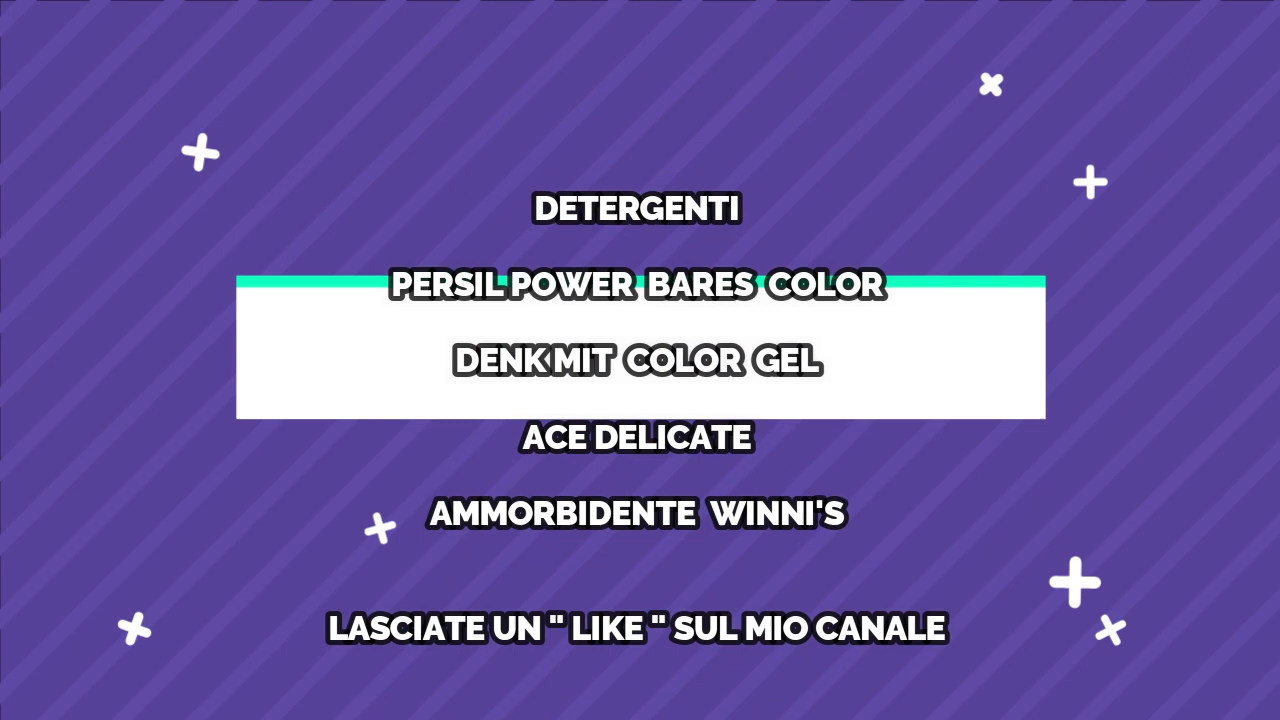 DETERGENTI
PERSIL POWER BARES COLOR
DENK MIT COLOR GEL
ACE DELICATE
AMMORBIDENTE WINNI'S
LASCIATE UN " LIKE " SUL MIO CANALE